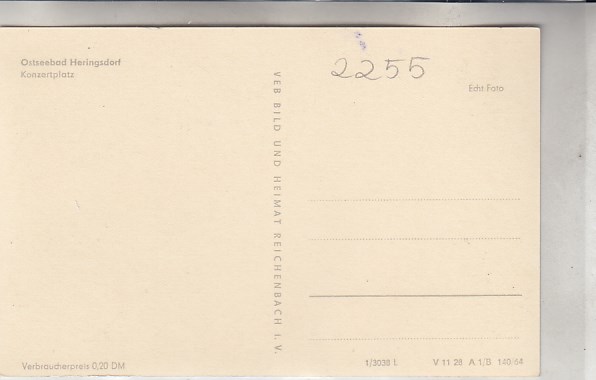 Ostseebad Heringsdorf
Konzertplatz
2255
Echt Foto
VEB BILD UND HEIMAT REICHENBACH I. V.
Verbraucherpreis 0,20 DM
1/3038 L V 11 28 A 1/B 140/64